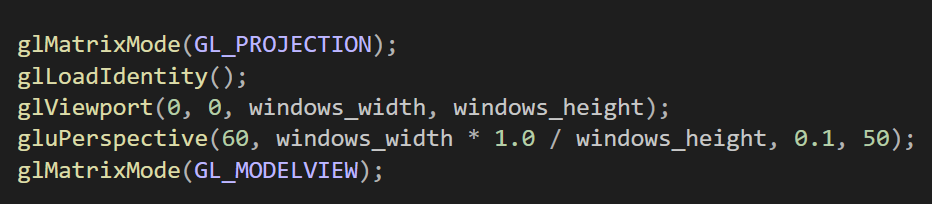 glMatrixMode(GL_PROJECTION);
glLoadIdentity();
glViewport(0, 0, windows_width, windows_height);
gluPerspective(60, windows_width * 1.0 / windows_height, 0.1, 50);
glMatrixMode(GL_MODELVIEW);